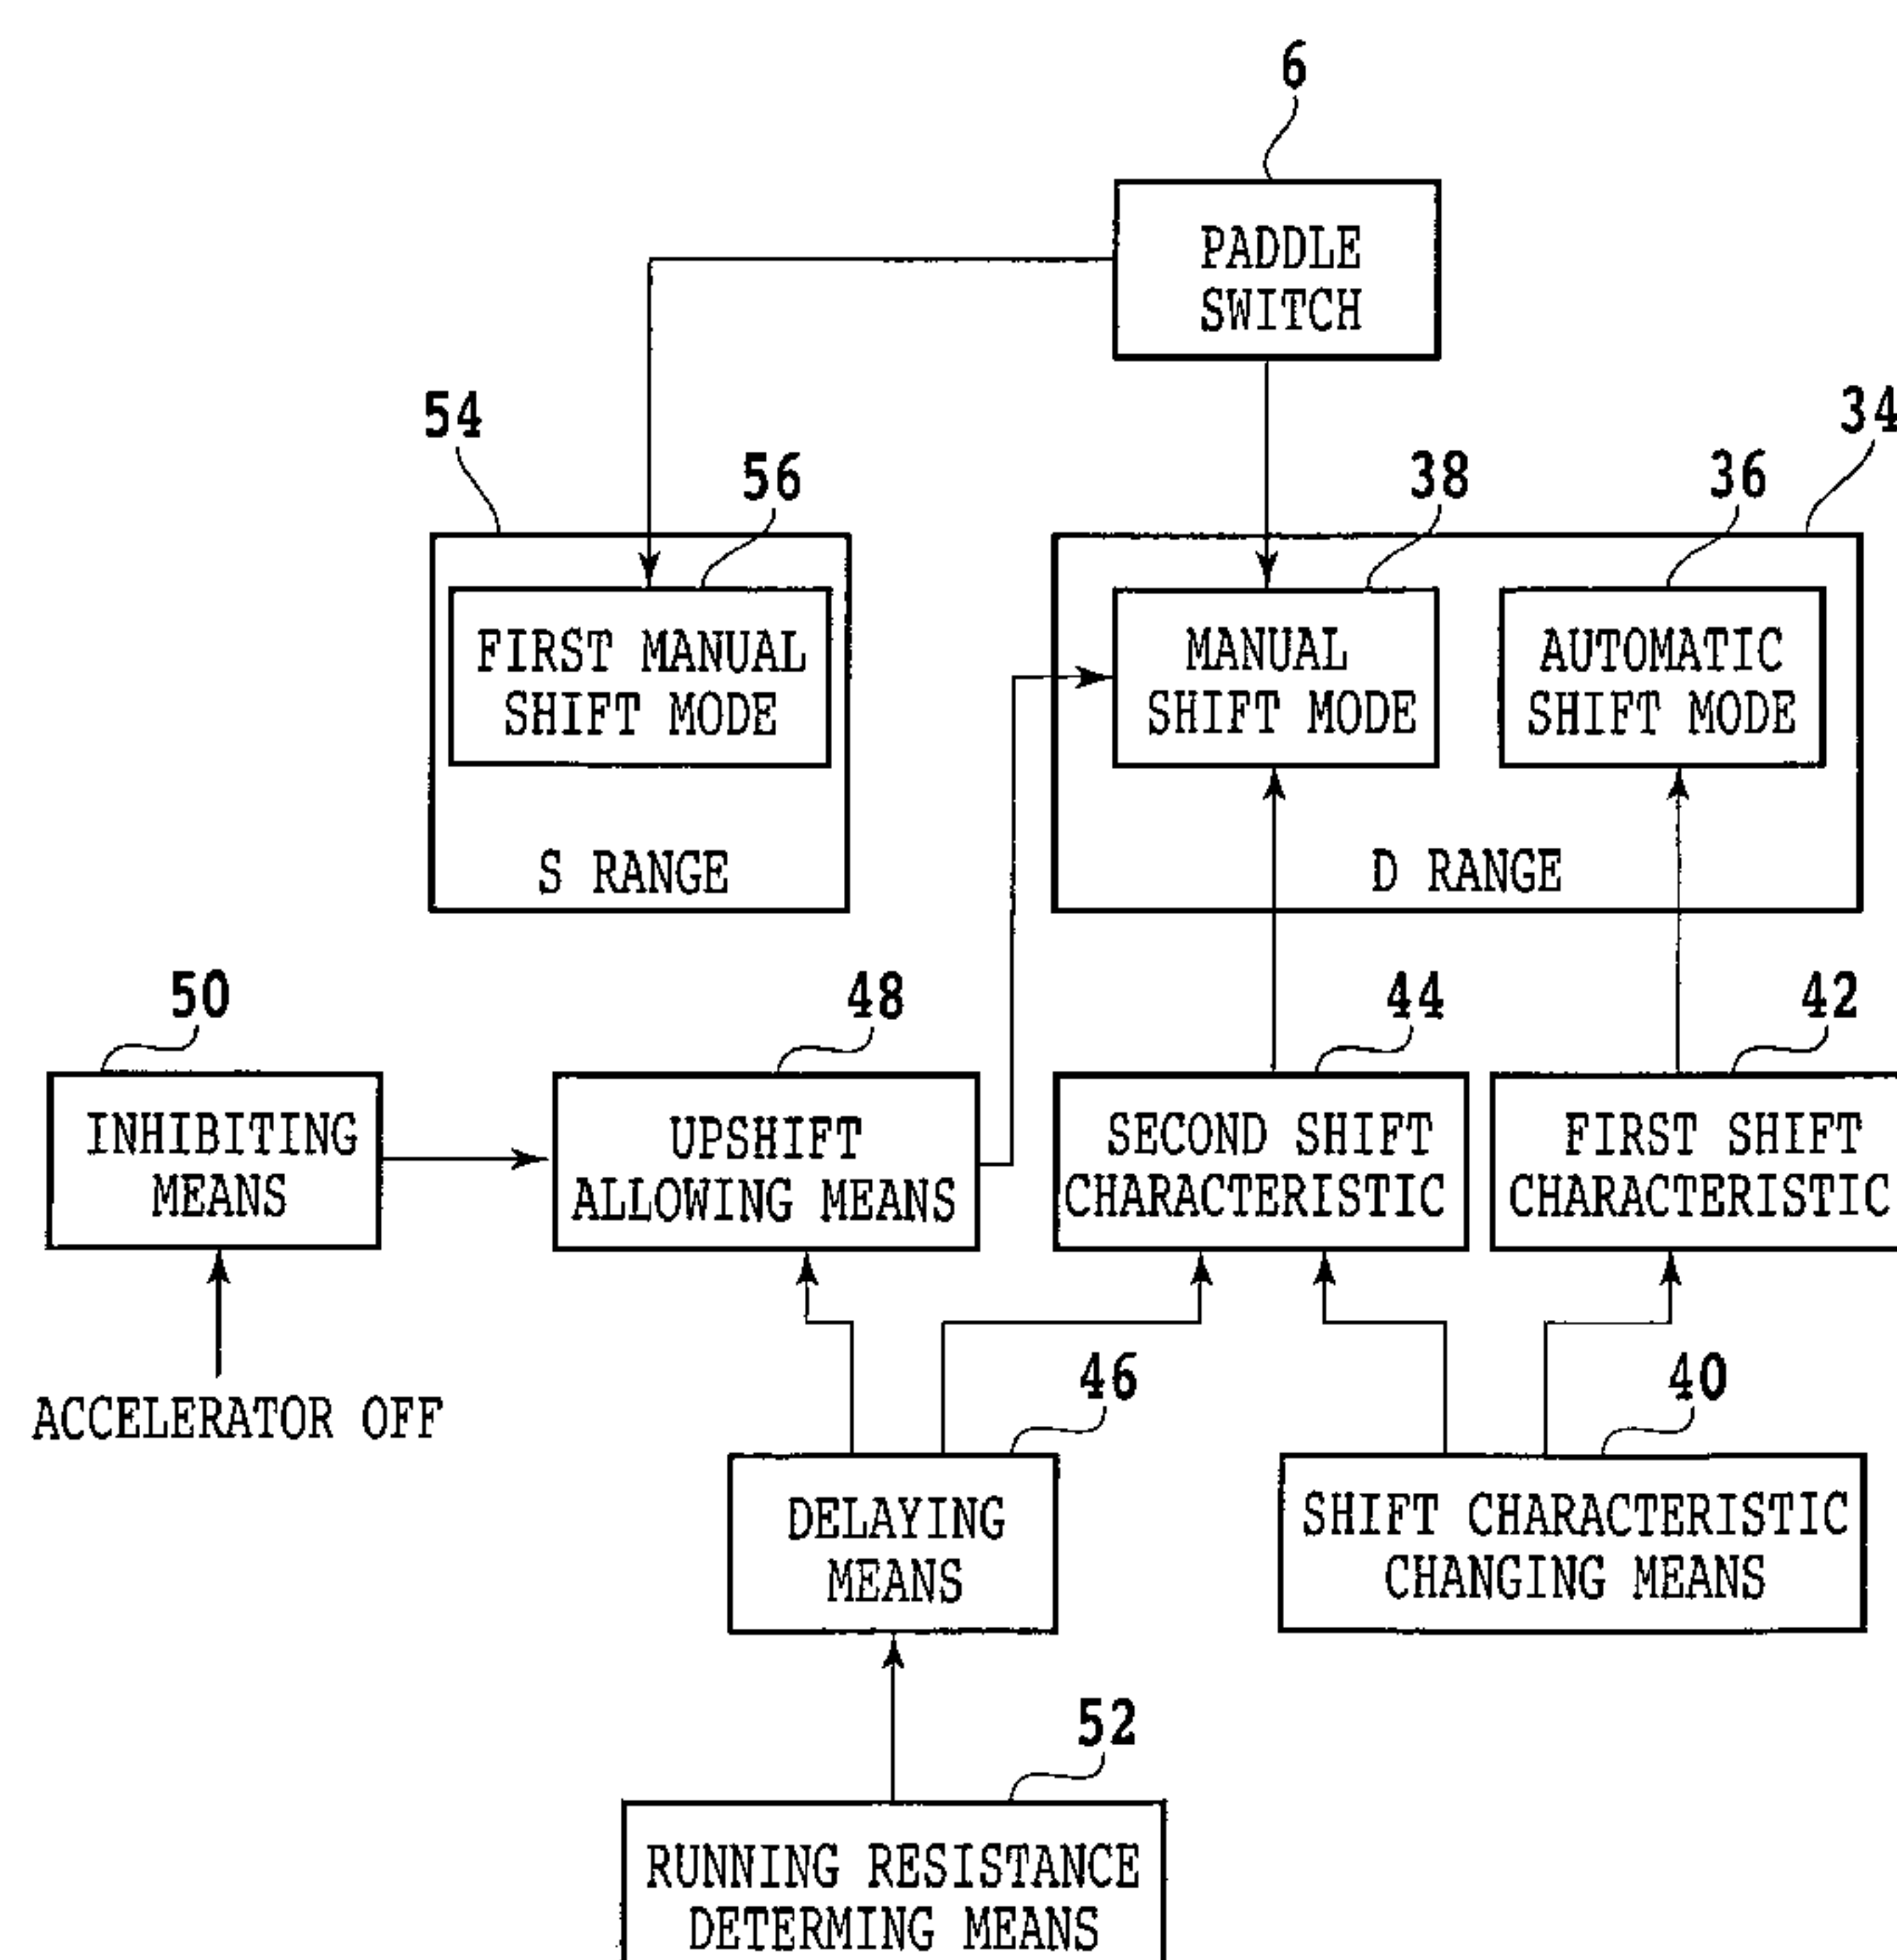 6
PADDLE
SWITCH
54
56
38
36
34
FIRST MANUAL
SHIFT MODE
MANUAL
SHIFT MODE
AUTOMATIC
SHIFT MODE
S RANGE
D RANGE
50
48
44
42
INHIBITING
MEANS
UPSHIFT
ALLOWING MEANS
SECOND SHIFT
CHARACTERISTIC
FIRST SHIFT
CHARACTERISTIC
ACCELERATOR OFF
46
40
DELAYING
MEANS
SHIFT CHARACTERISTIC
CHANGING MEANS
52
RUNNING RESISTANCE
DETERMING MEANS